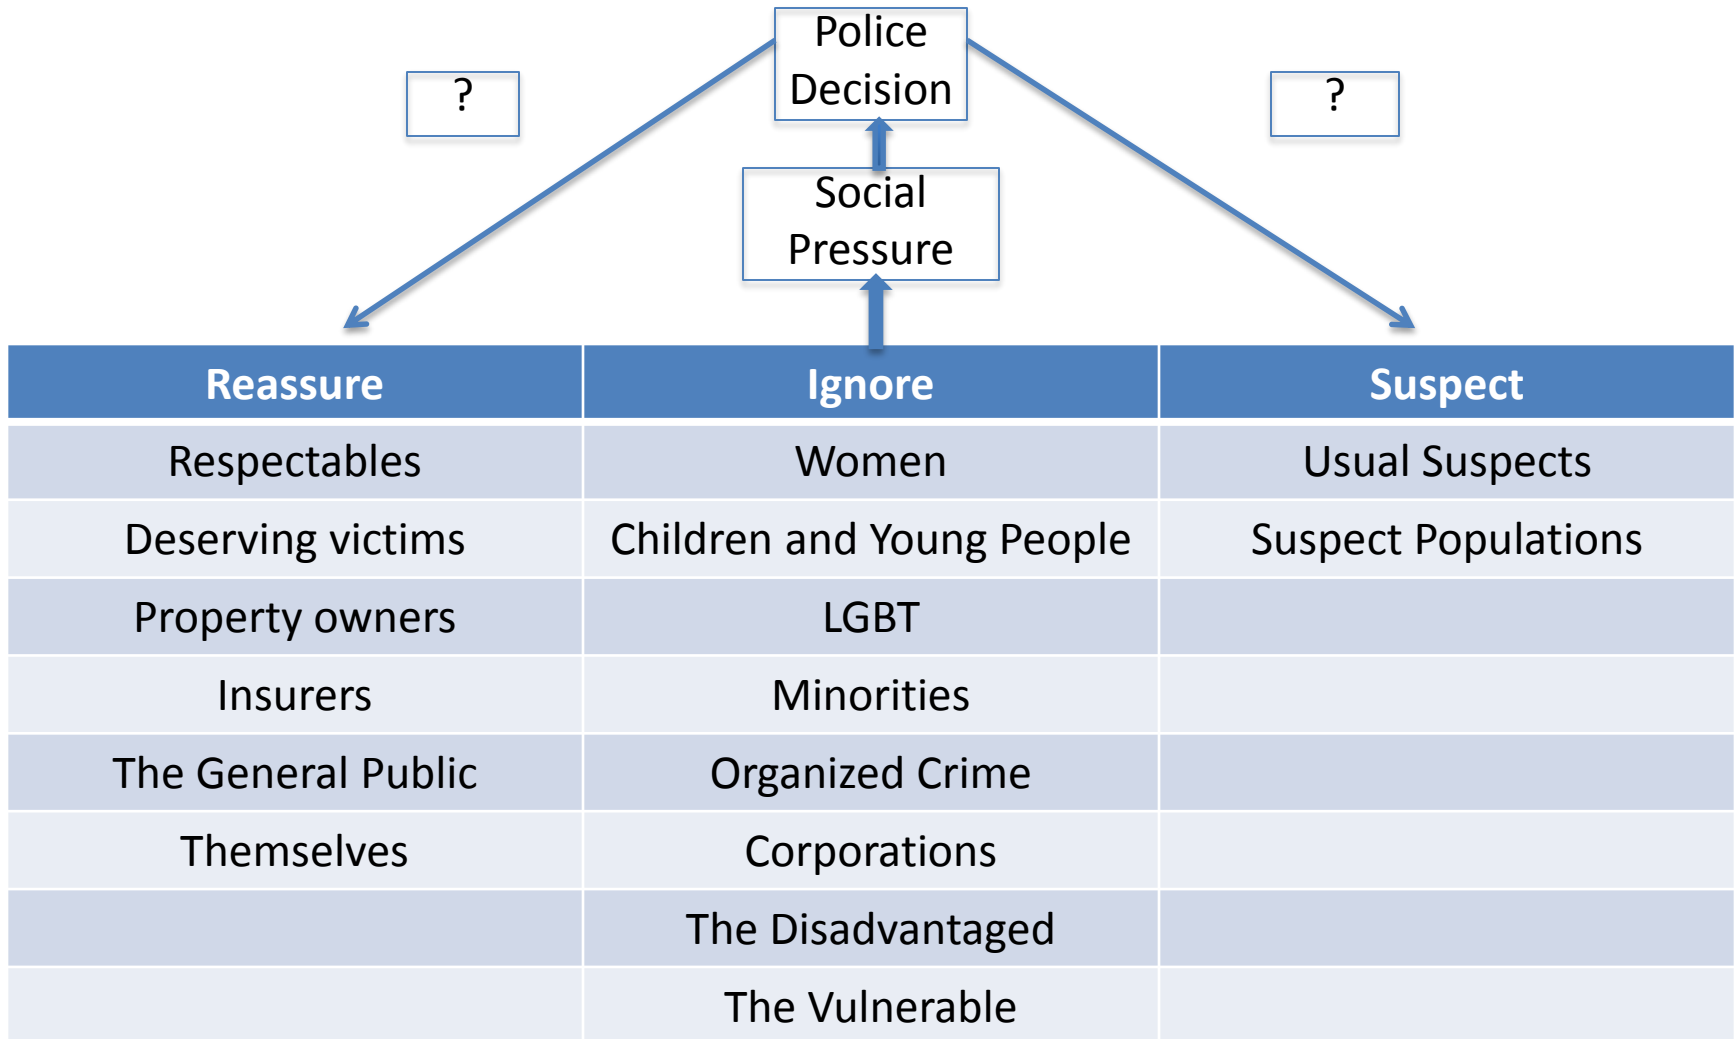 Police
Decision
?
?
Social
Pressure
Reassure Ignore Suspect
Respectables Women Usual Suspects
Deserving victims Children and Young People Suspect Populations
Property owners LGBT
Insurers Minorities
The General Public Organized Crime
Themselves Corporations
The Disadvantaged
The Vulnerable